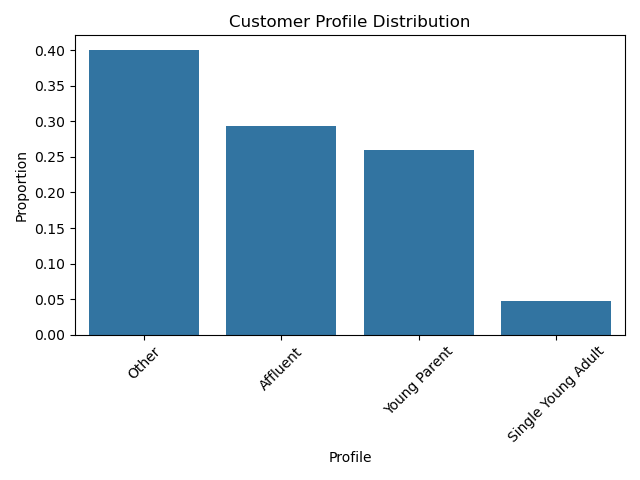 Customer Profile Distribution
Proportion
0.40
0.35
0.30
0.25
0.20
0.15
0.10
0.05
0.00
Other
Affluent
Young Parent
Single Young Adult
Profile